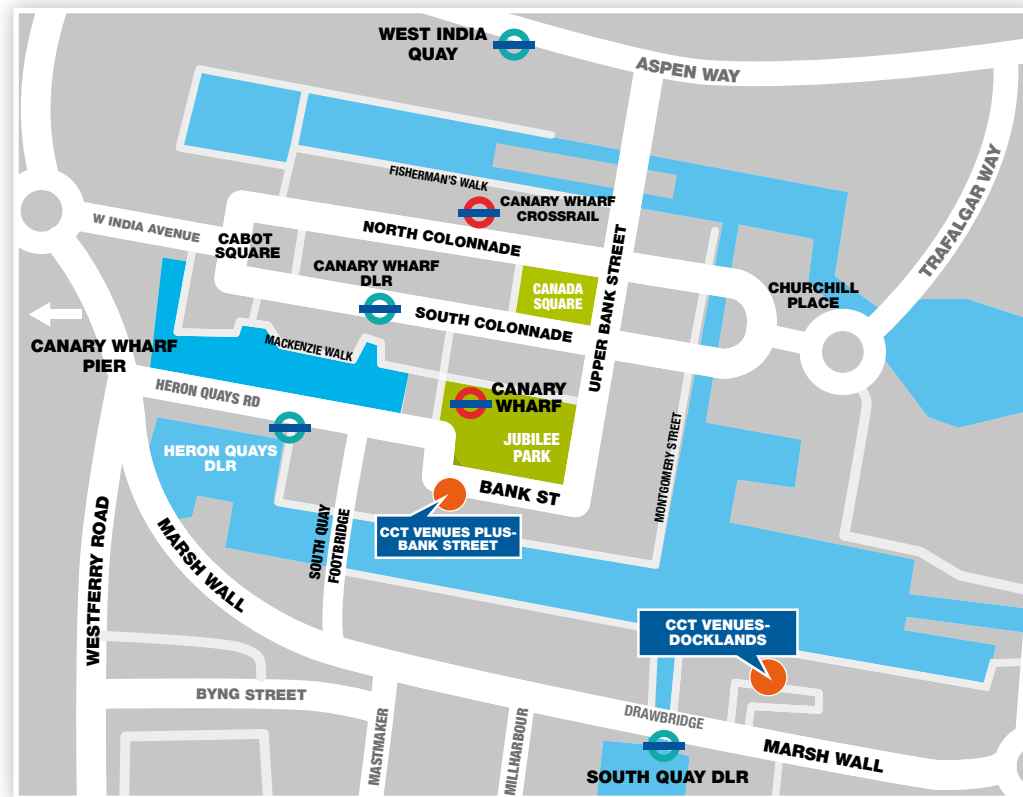 WEST INDIA
QUAY
ASPEN WAY
TRAFALGAR WAY
FISHERMAN'S WALK
CANARY WHARF
CROSSRAIL
W INDIA AVENUE
CABOT
SQUARE
NORTH COLONNADE
CANARY WHARF
DLR
CANADA
SQUARE
UPPER BANK STREET
CHURCHILL
PLACE
SOUTH COLONNADE
CANARY WHARF
PIER
MACKENZIE WALK
HERON QUAYS RD
CANARY
WHARF
JUBILEE
PARK
HERON QUAYS
DLR
MONTGOMERY STREET
BANK ST
CCT VENUES PLUS-
BANK STREET
SOUTH QUAY
FOOTBRIDGE
WESTFERRY ROAD
MARSH WALL
CCT VENUES-
DOCKLANDS
BYNG STREET
MASTMAKER
MILLHARBOUR
DRAWBRIDGE
MARSH WALL
SOUTH QUAY DLR